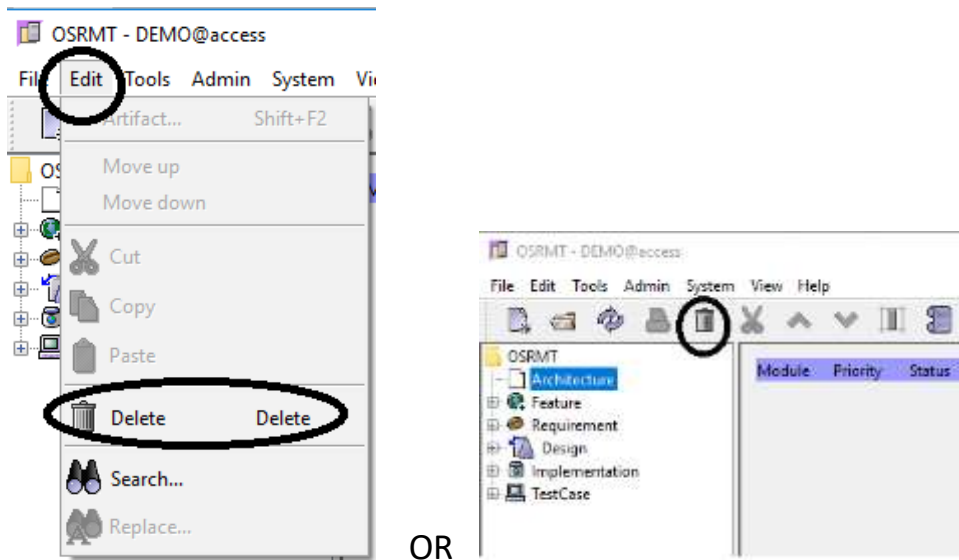 OSRMT - DEMO@access
Edit Tools Admin System
Artifact... Shift+F2
Move up
Move down
Cut
Copy
Paste
Delete Delete
Search...
Replace...
OR
OSRMT - DEMO@access
File Edit Tools Admin System View Help
OSRMT
Architecture
Feature
Requirement
Design
Implementation
TestCase
Module Priority Status